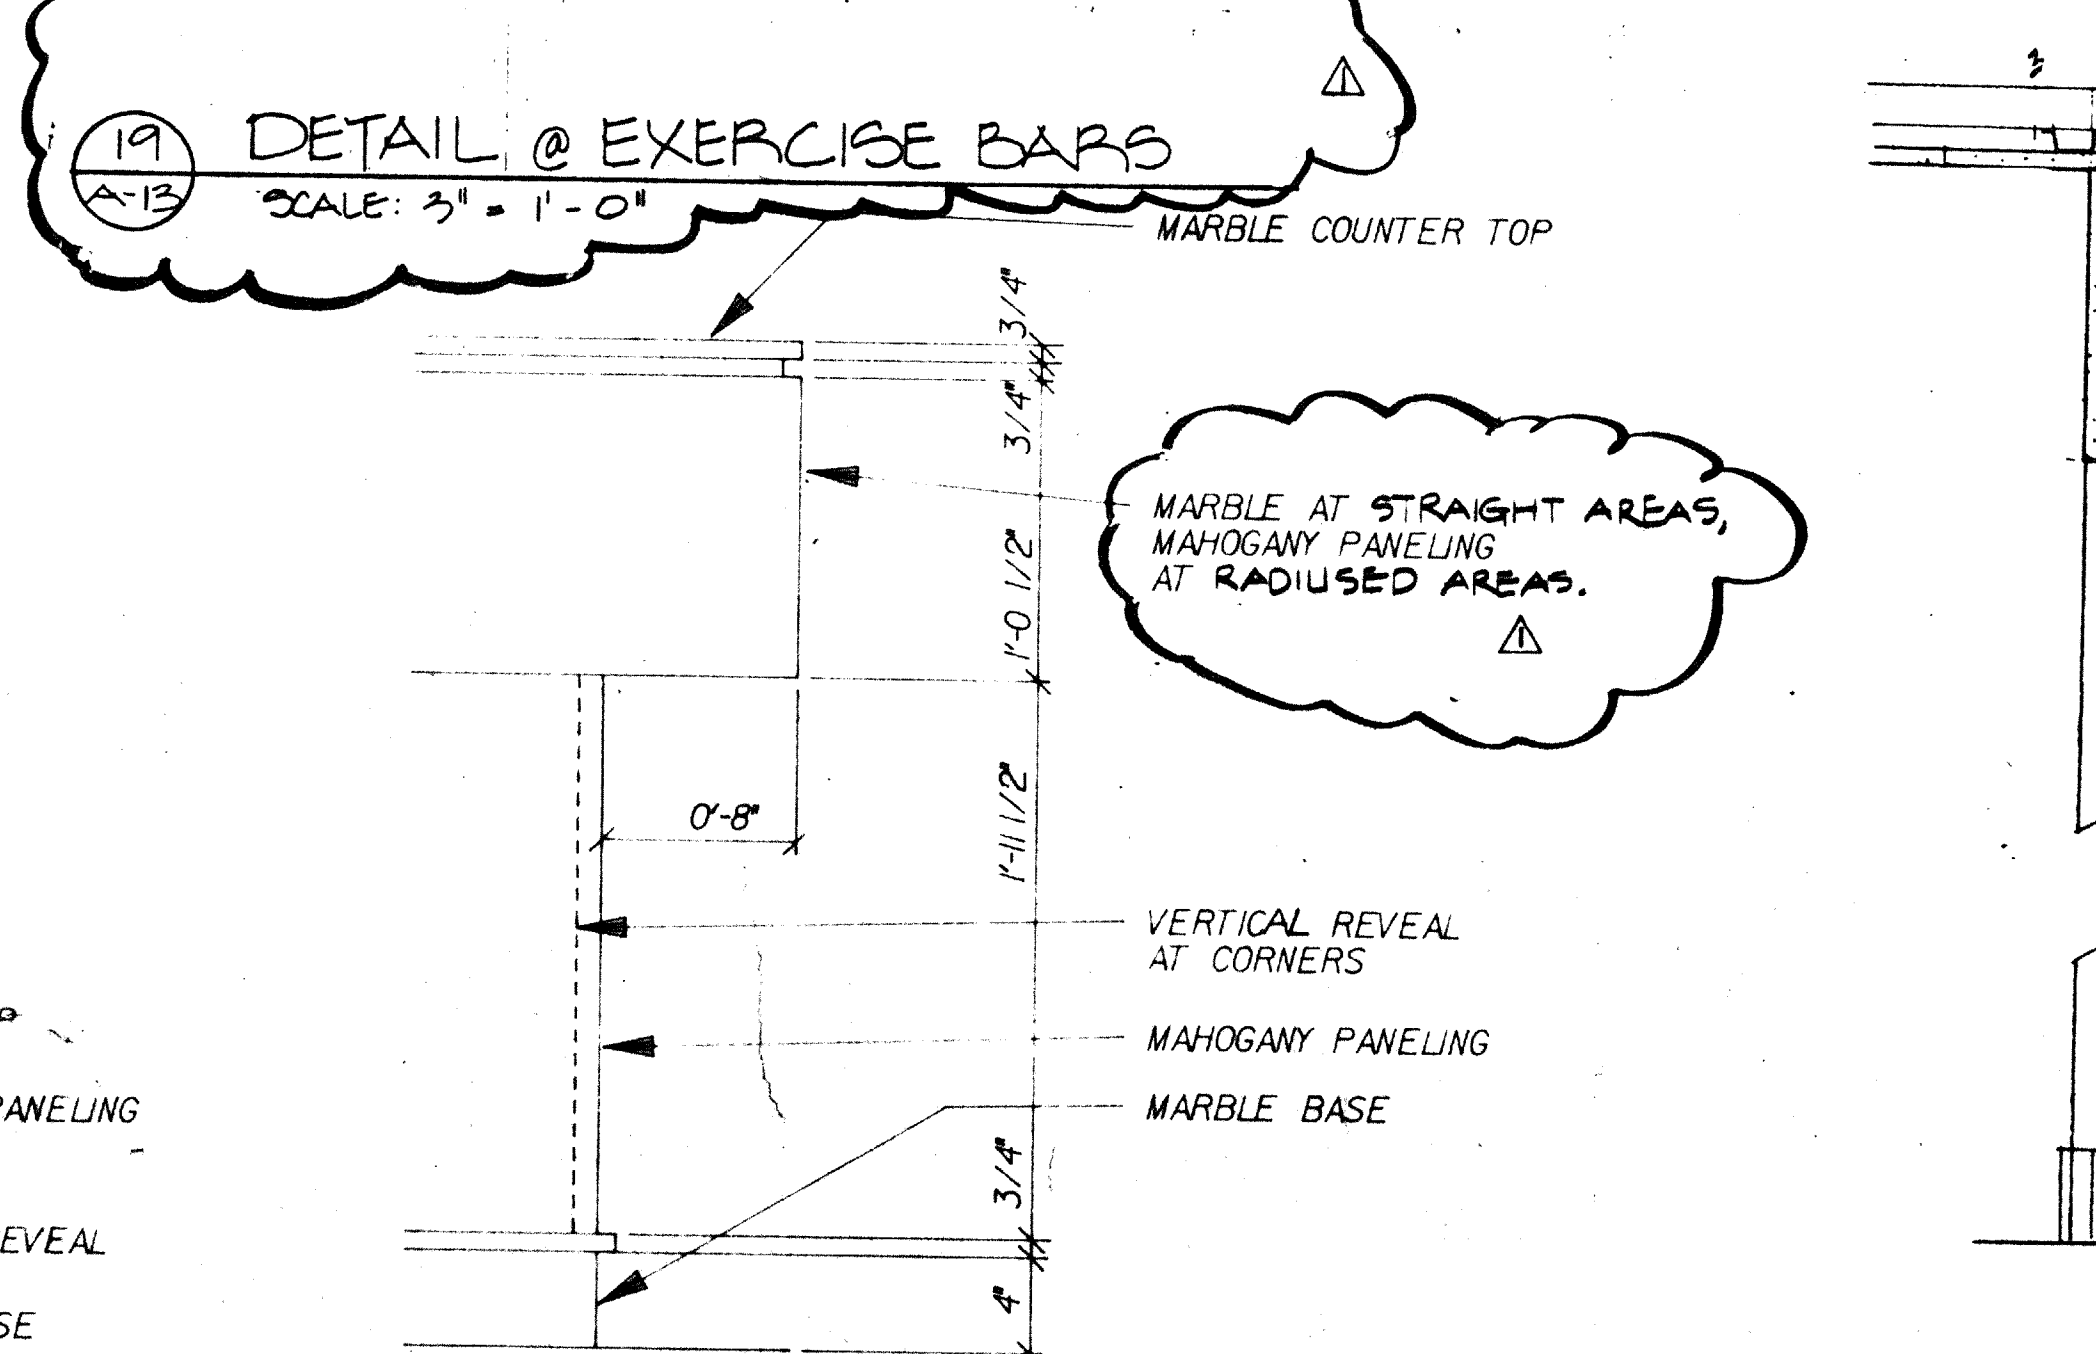 19
A-13
DETAIL @ EXERCISE BARS
SCALE: 3" = 1'-0"
1
MARBLE COUNTER TOP
3/4"
3/4"
MARBLE AT STRAIGHT AREAS,
MAHOGANY PANELING
AT RADIUSED AREAS.
1
1'-0 1/2"
0'-8"
1'-11 1/2"
VERTICAL REVEAL
AT CORNERS
MAHOGANY PANELING
MARBLE BASE
PANELING
3/4"
EVEAL
4"
SE